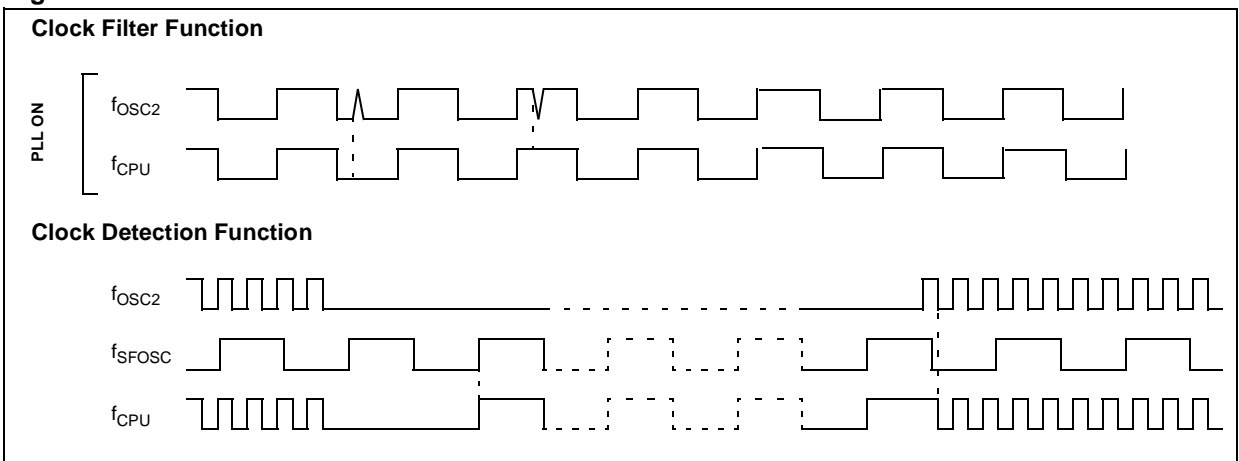 Clock Filter Function
PLL ON
fOSC2
fCPU
Clock Detection Function
fOSC2
fSFOSC
fCPU